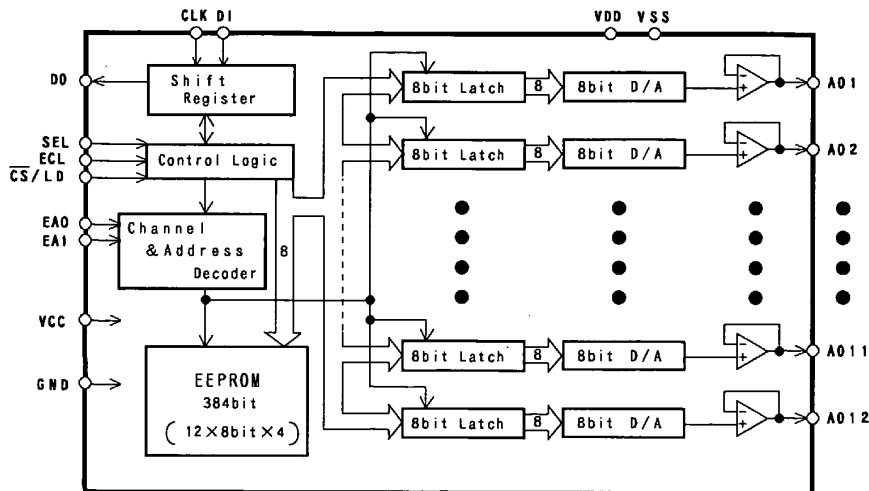 CLK DI
VDD VSS
DO
Shift
Register
8bit Latch
8
8bit D/A
-
+
AO1
SEL
ECL
CS/LD
Control Logic
8bit Latch
8
8bit D/A
-
+
AO2
EA0
EA1
Channel
& Address
Decoder
8
VCC
GND
EEPROM
384bit
(12×8bit×4)
8bit Latch
8
8bit D/A
-
+
AO11
8bit Latch
8
8bit D/A
-
+
AO12